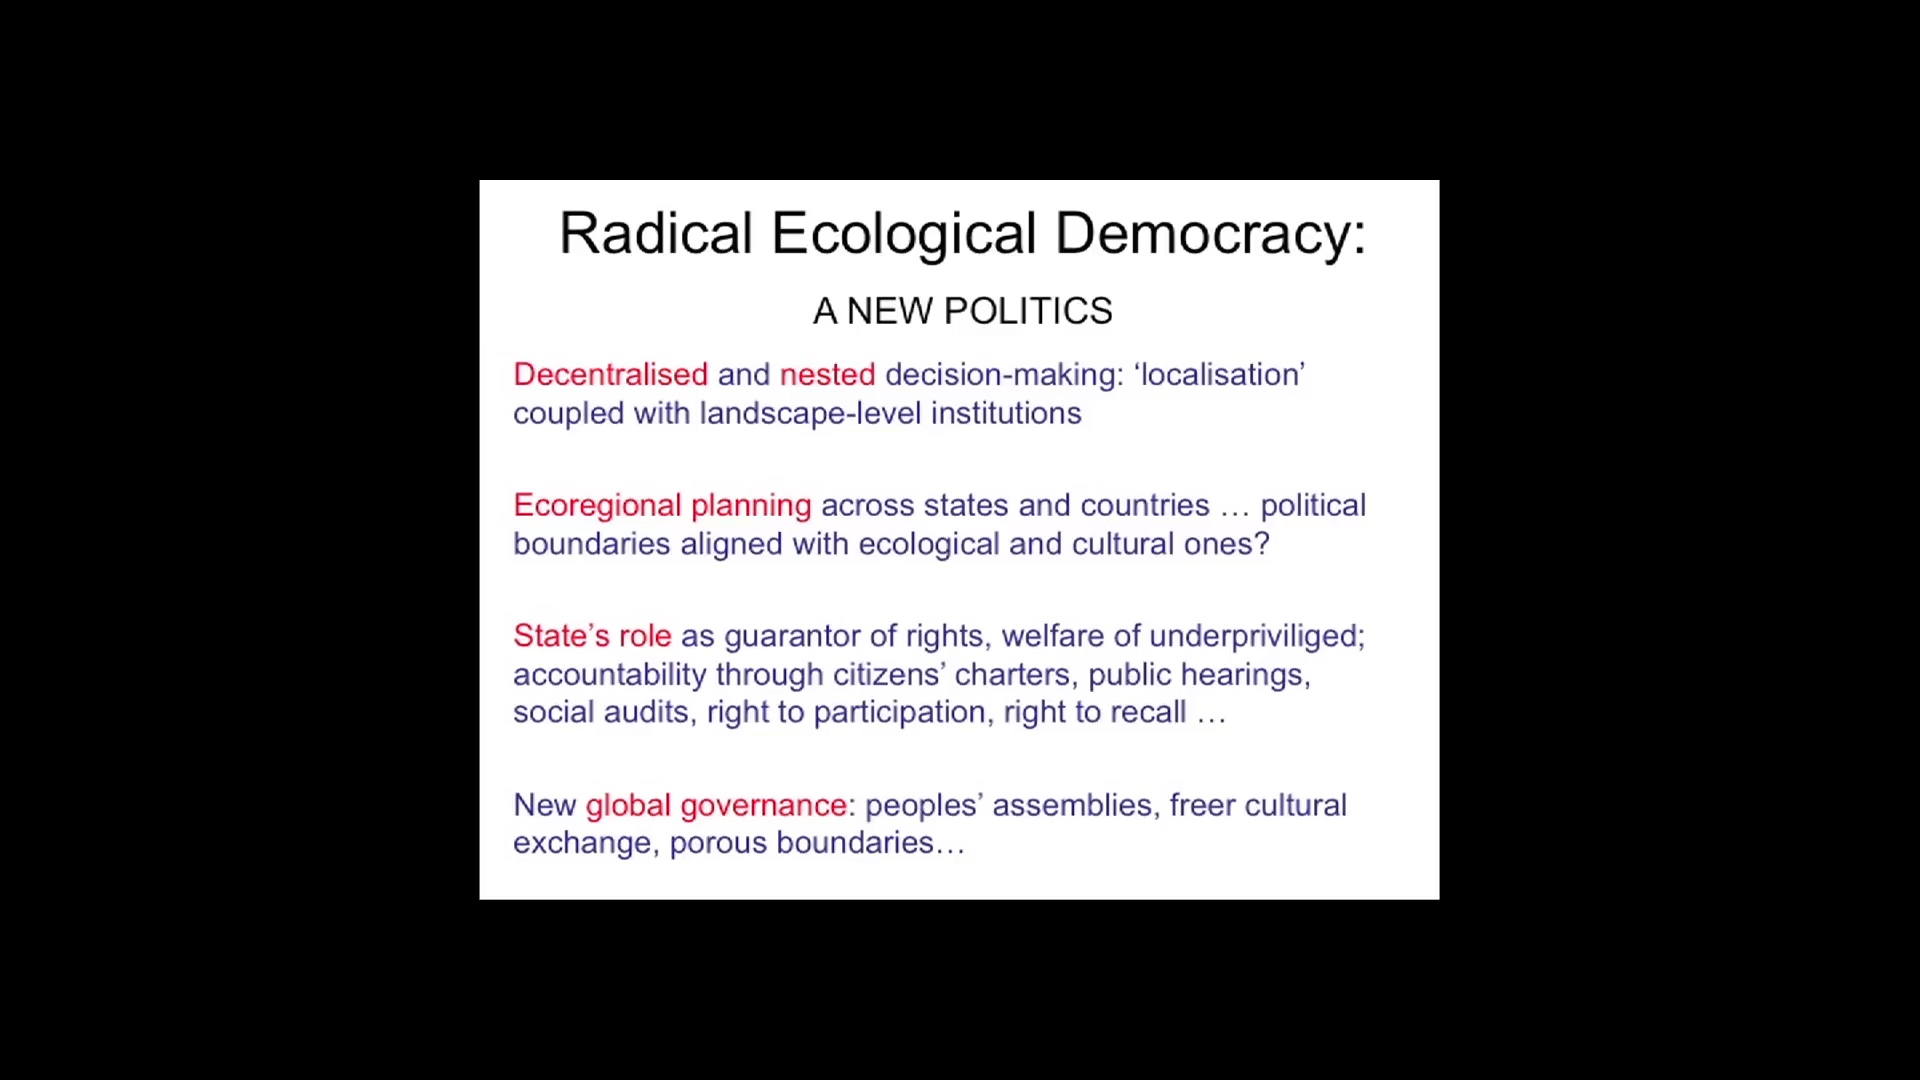 Radical Ecological Democracy:
A NEW POLITICS
Decentralised and nested decision-making: ‘localisation’
coupled with landscape-level institutions
Ecoregional planning across states and countries … political
boundaries aligned with ecological and cultural ones?
State’s role as guarantor of rights, welfare of underpriviliged;
accountability through citizens’ charters, public hearings,
social audits, right to participation, right to recall …
New global governance: peoples’ assemblies, freer cultural
exchange, porous boundaries…